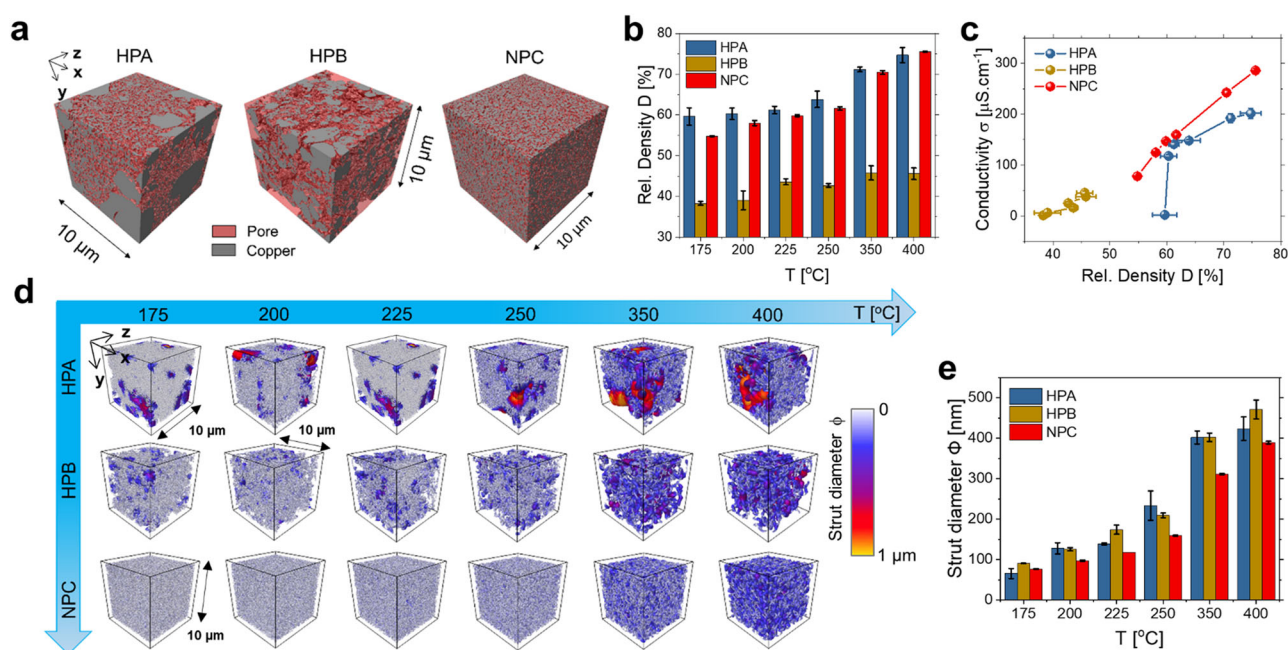 a
HPA
HPB
NPC
z
x
y
10 µm
10 µm
10 µm
Pore
Copper
b
Rel. Density D [%]
80
70
60
50
40
30
HPA
HPB
NPC
175 200 225 250 350 400
T [°C]
c
Conductivity σ [µS.cm⁻¹]
300
200
100
0
HPA
HPB
NPC
40 50 60 70 80
Rel. Density D [%]
d
175 200 225 250 350 400 T [°C]
z
x
y
HPA
10 µm
10 µm
HPB
NPC
10 µm
Strut diameter ϕ
0
1 µm
e
Strut diameter Φ [nm]
500
400
300
200
100
0
HPA
HPB
NPC
175 200 225 250 350 400
T [°C]